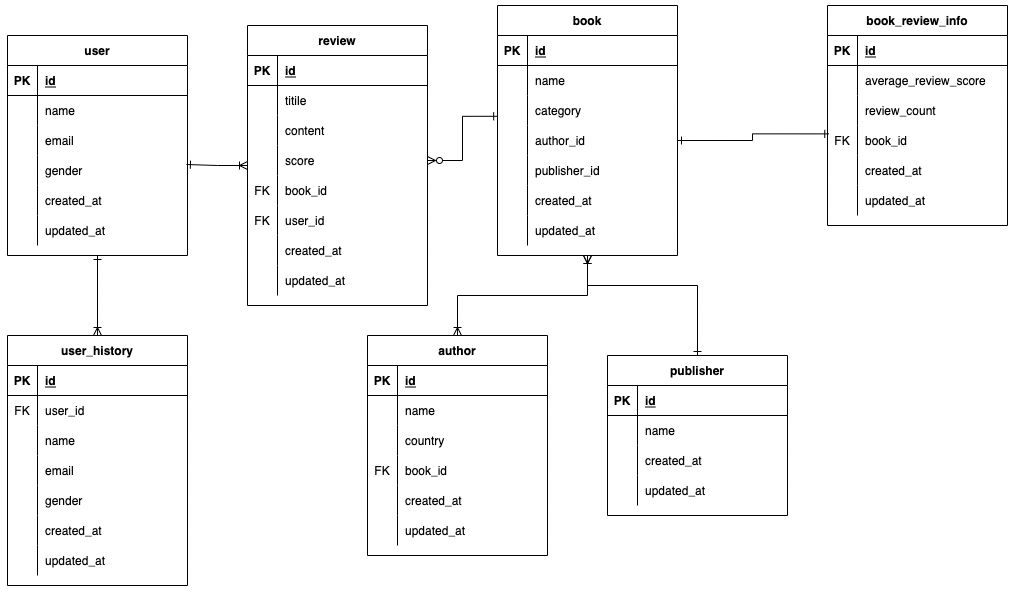 user
PK id
name
email
gender
created_at
updated_at
review
PK id
titile
content
score
FK book_id
FK user_id
created_at
updated_at
book
PK id
name
category
author_id
publisher_id
created_at
updated_at
book_review_info
PK id
average_review_score
review_count
FK book_id
created_at
updated_at
user_history
PK id
FK user_id
name
email
gender
created_at
updated_at
author
PK id
name
country
FK book_id
created_at
updated_at
publisher
PK id
name
created_at
updated_at